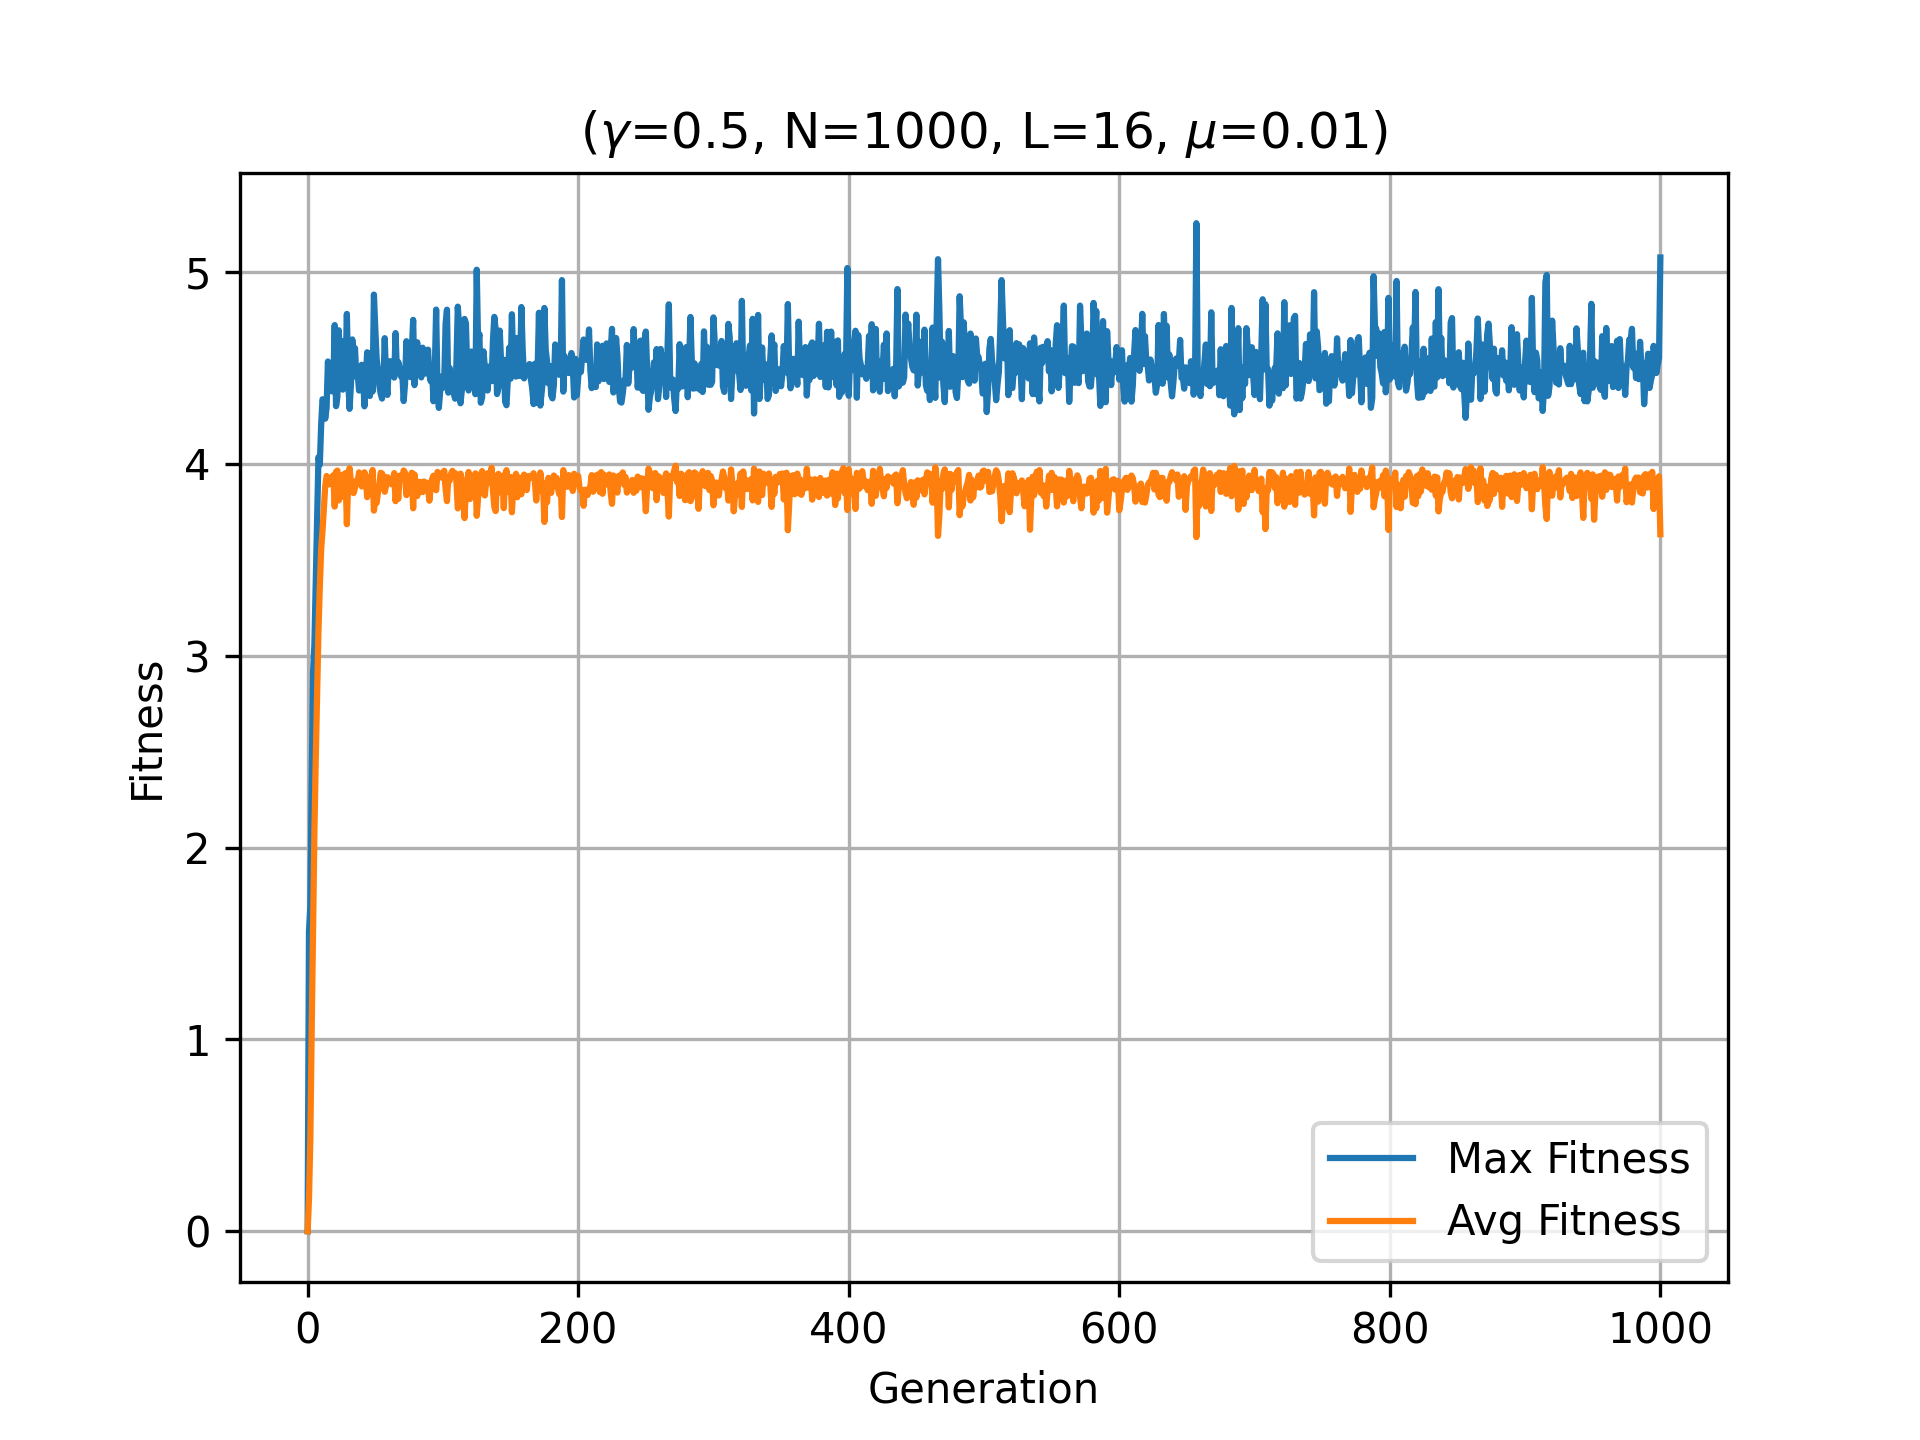 (γ=0.5, N=1000, L=16, μ=0.01)
Fitness
5
4
3
2
1
0
0 200 400 600 800 1000
Generation
Max Fitness
Avg Fitness